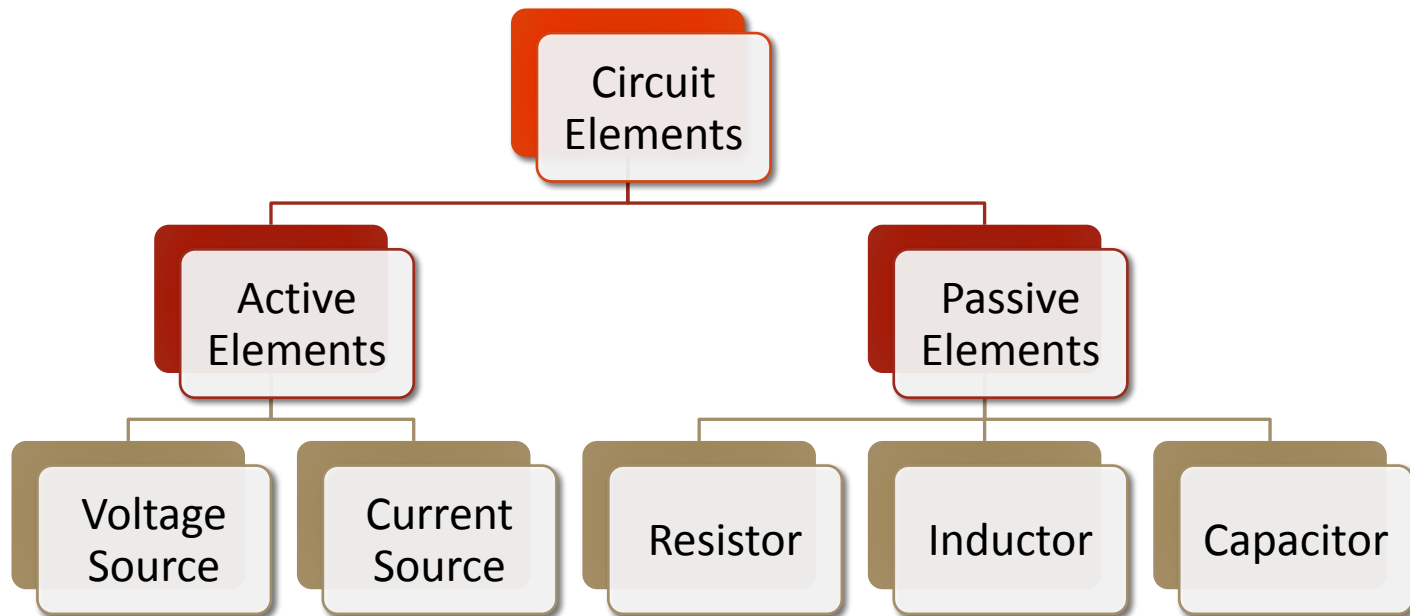 Circuit
Elements
Active
Elements
Passive
Elements
Voltage
Source
Current
Source
Resistor
Inductor
Capacitor